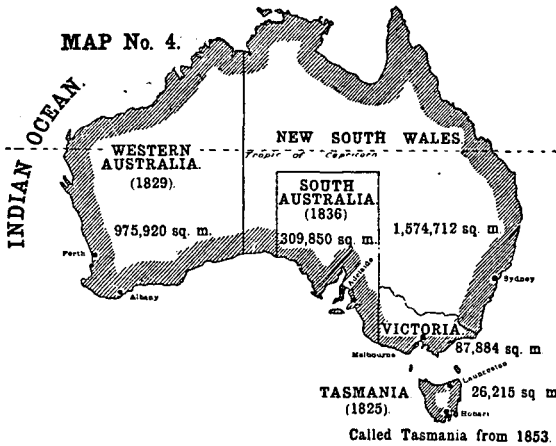 MAP No. 4.
INDIAN OCEAN.
NEW SOUTH WALES.
WESTERN
AUSTRALIA.
(1829).
Tropic of Capricorn
SOUTH
AUSTRALIA.
(1836)
975,920 sq. m.
309,850 sq. m.
1,574,712 sq. m.
Perth
Albany
Adelaide
Sydney
VICTORIA.
Melbourne
87,884 sq. m.
Launceston
TASMANIA
(1825).
26,215 sq. m
Hobart
Called Tasmania from 1853.